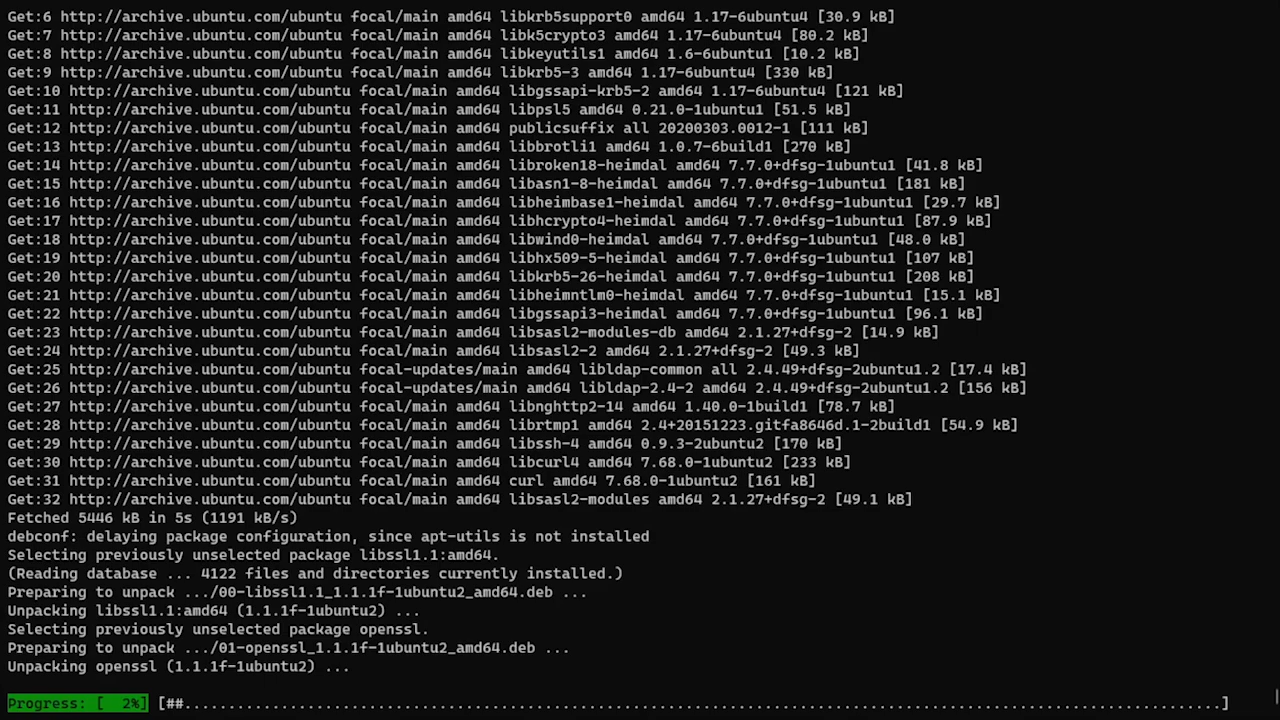 Get:6 http://archive.ubuntu.com/ubuntu focal/main amd64 libkrb5support0 amd64 1.17-6ubuntu4 [30.9 kB]
Get:7 http://archive.ubuntu.com/ubuntu focal/main amd64 libk5crypto3 amd64 1.17-6ubuntu4 [80.2 kB]
Get:8 http://archive.ubuntu.com/ubuntu focal/main amd64 libkeyutils1 amd64 1.6-6ubuntu1 [10.2 kB]
Get:9 http://archive.ubuntu.com/ubuntu focal/main amd64 libkrb5-3 amd64 1.17-6ubuntu4 [330 kB]
Get:10 http://archive.ubuntu.com/ubuntu focal/main amd64 libgssapi-krb5-2 amd64 1.17-6ubuntu4 [121 kB]
Get:11 http://archive.ubuntu.com/ubuntu focal/main amd64 libpsl5 amd64 0.21.0-1ubuntu1 [51.5 kB]
Get:12 http://archive.ubuntu.com/ubuntu focal/main amd64 publicsuffix all 20200303.0012-1 [111 kB]
Get:13 http://archive.ubuntu.com/ubuntu focal/main amd64 libbrotli1 amd64 1.0.7-6build1 [270 kB]
Get:14 http://archive.ubuntu.com/ubuntu focal/main amd64 libroken18-heimdal amd64 7.7.0+dfsg-1ubuntu1 [41.8 kB]
Get:15 http://archive.ubuntu.com/ubuntu focal/main amd64 libasn1-8-heimdal amd64 7.7.0+dfsg-1ubuntu1 [181 kB]
Get:16 http://archive.ubuntu.com/ubuntu focal/main amd64 libheimbase1-heimdal amd64 7.7.0+dfsg-1ubuntu1 [29.7 kB]
Get:17 http://archive.ubuntu.com/ubuntu focal/main amd64 libhcrypto4-heimdal amd64 7.7.0+dfsg-1ubuntu1 [87.9 kB]
Get:18 http://archive.ubuntu.com/ubuntu focal/main amd64 libwind0-heimdal amd64 7.7.0+dfsg-1ubuntu1 [48.0 kB]
Get:19 http://archive.ubuntu.com/ubuntu focal/main amd64 libhx509-5-heimdal amd64 7.7.0+dfsg-1ubuntu1 [107 kB]
Get:20 http://archive.ubuntu.com/ubuntu focal/main amd64 libkrb5-26-heimdal amd64 7.7.0+dfsg-1ubuntu1 [208 kB]
Get:21 http://archive.ubuntu.com/ubuntu focal/main amd64 libheimntlm0-heimdal amd64 7.7.0+dfsg-1ubuntu1 [15.1 kB]
Get:22 http://archive.ubuntu.com/ubuntu focal/main amd64 libgssapi3-heimdal amd64 7.7.0+dfsg-1ubuntu1 [96.1 kB]
Get:23 http://archive.ubuntu.com/ubuntu focal/main amd64 libsasl2-modules-db amd64 2.1.27+dfsg-2 [14.9 kB]
Get:24 http://archive.ubuntu.com/ubuntu focal/main amd64 libsasl2-2 amd64 2.1.27+dfsg-2 [49.3 kB]
Get:25 http://archive.ubuntu.com/ubuntu focal-updates/main amd64 libldap-common all 2.4.49+dfsg-2ubuntu1.2 [17.4 kB]
Get:26 http://archive.ubuntu.com/ubuntu focal-updates/main amd64 libldap-2.4-2 amd64 2.4.49+dfsg-2ubuntu1.2 [156 kB]
Get:27 http://archive.ubuntu.com/ubuntu focal/main amd64 libnghttp2-14 amd64 1.40.0-1build1 [78.7 kB]
Get:28 http://archive.ubuntu.com/ubuntu focal/main amd64 librtmp1 amd64 2.4+20151223.gitfa8646d.1-2build1 [54.9 kB]
Get:29 http://archive.ubuntu.com/ubuntu focal/main amd64 libssh-4 amd64 0.9.3-2ubuntu2 [170 kB]
Get:30 http://archive.ubuntu.com/ubuntu focal/main amd64 libcurl4 amd64 7.68.0-1ubuntu2 [233 kB]
Get:31 http://archive.ubuntu.com/ubuntu focal/main amd64 curl amd64 7.68.0-1ubuntu2 [161 kB]
Get:32 http://archive.ubuntu.com/ubuntu focal/main amd64 libsasl2-modules amd64 2.1.27+dfsg-2 [49.1 kB]
Fetched 5446 kB in 5s (1191 kB/s)
debconf: delaying package configuration, since apt-utils is not installed
Selecting previously unselected package libssl1.1:amd64.
(Reading database ... 4122 files and directories currently installed.)
Preparing to unpack .../00-libssl1.1_1.1.1f-1ubuntu2_amd64.deb ...
Unpacking libssl1.1:amd64 (1.1.1f-1ubuntu2) ...
Selecting previously unselected package openssl.
Preparing to unpack .../01-openssl_1.1.1f-1ubuntu2_amd64.deb ...
Unpacking openssl (1.1.1f-1ubuntu2) ...
Progress: [  2%] [##......................................................................................................................]